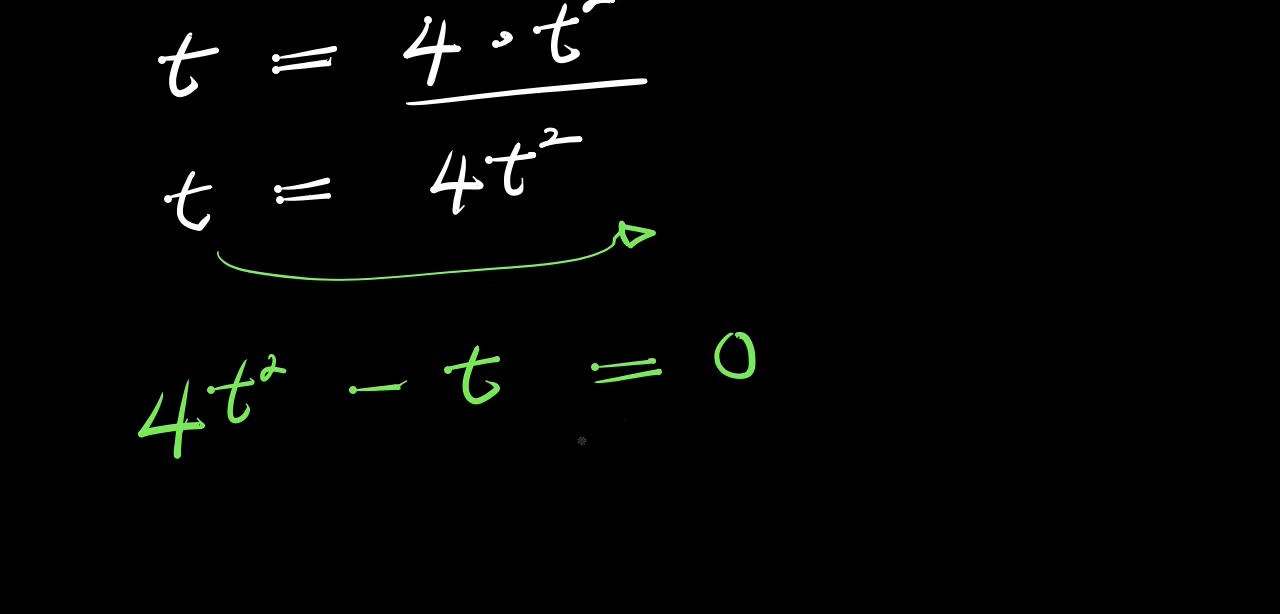 t = 4 · t²
t = 4t²
4t² - t = 0